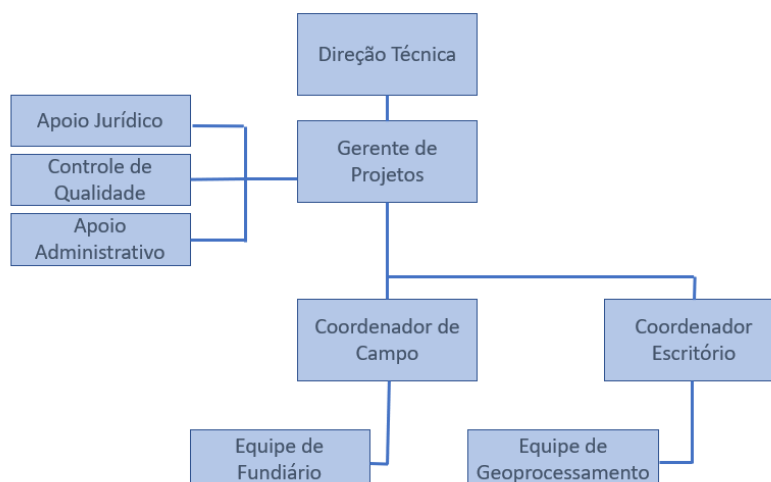 Direção Técnica
Apoio Jurídico
Gerente de
Projetos
Controle de
Qualidade
Apoio
Administrativo
Coordenador de
Campo
Coordenador
Escritório
Equipe de
Fundiário
Equipe de
Geoprocessamento